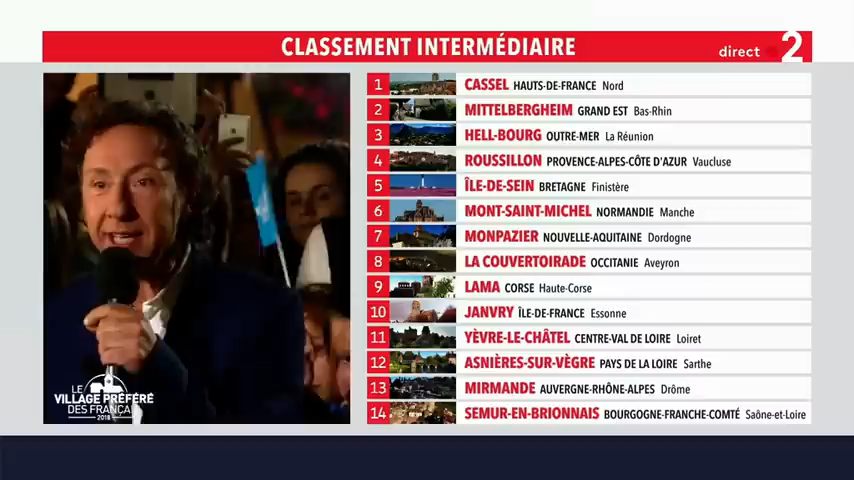 CLASSEMENT INTERMÉDIAIRE
direct 2
1 CASSEL HAUTS-DE-FRANCE Nord
2 MITTELBERGHEIM GRAND EST Bas-Rhin
3 HELL-BOURG OUTRE-MER La Réunion
4 ROUSSILLON PROVENCE-ALPES-CÔTE D'AZUR Vaucluse
5 ÎLE-DE-SEIN BRETAGNE Finistère
6 MONT-SAINT-MICHEL NORMANDIE Manche
7 MONPAZIER NOUVELLE-AQUITAINE Dordogne
8 LA COUVERTOIRADE OCCITANIE Aveyron
9 LAMA CORSE Haute-Corse
10 JANVRY ÎLE-DE-FRANCE Essonne
11 YÈVRE-LE-CHÂTEL CENTRE-VAL DE LOIRE Loiret
12 ASNIÈRES-SUR-VÈGRE PAYS DE LA LOIRE Sarthe
13 MIRMANDE AUVERGNE-RHÔNE-ALPES Drôme
14 SEMUR-EN-BRIONNAIS BOURGOGNE-FRANCHE-COMTÉ Saône-et-Loire
LE
VILLAGE PRÉFÉRÉ
DES FRANÇAI
2018